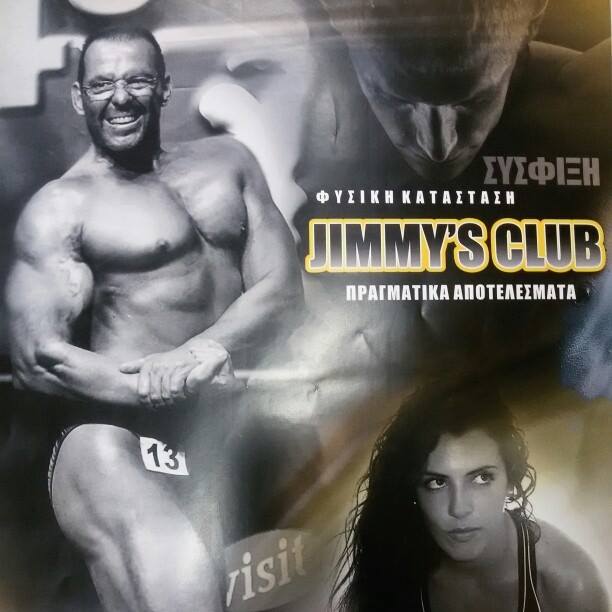 ΣΥΣΦΙΞΗ
ΦΥΣΙΚΗ ΚΑΤΑΣΤΑΣΗ
JIMMY'S CLUB
ΠΡΑΓΜΑΤΙΚΑ ΑΠΟΤΕΛΕΣΜΑΤΑ
13
visit